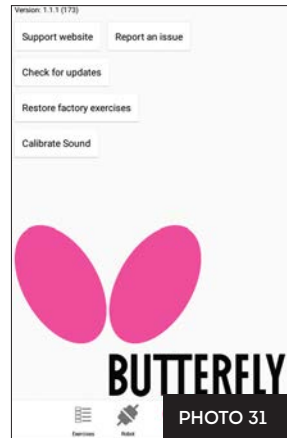 Version: 1.1.1 (173)
Support website Report an issue
Check for updates
Restore factory exercises
Calibrate Sound
BUTTERFLY
Exercises Robot
PHOTO 31